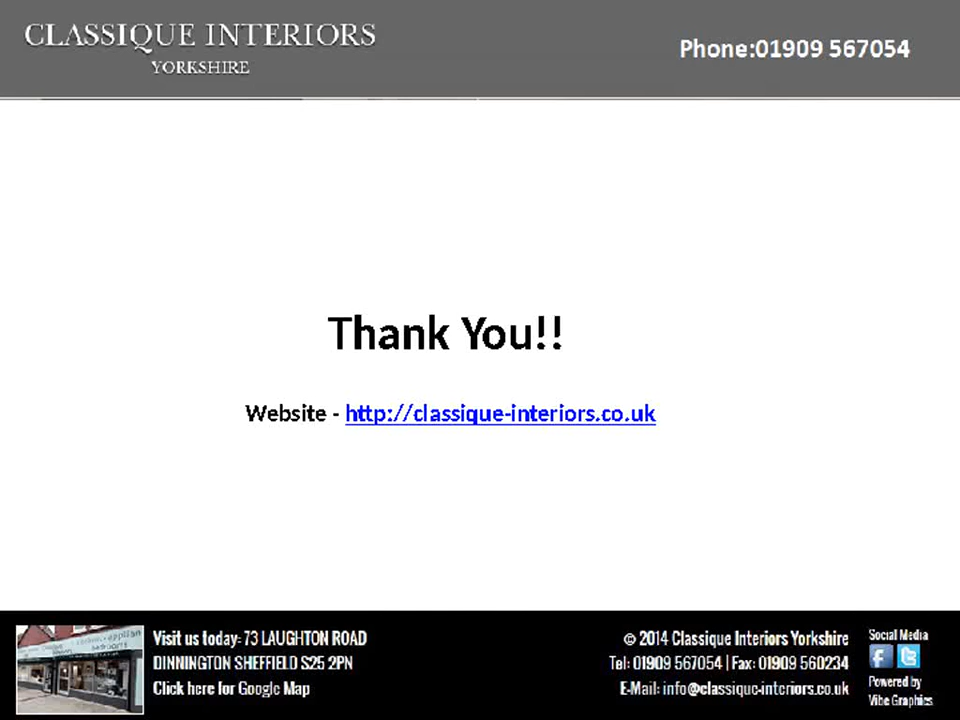 CLASSIQUE INTERIORS
YORKSHIRE
Phone:01909 567054
Thank You!!
Website - http://classique-interiors.co.uk
Visit us today: 73 LAUGHTON ROAD
DINNINGTON SHEFFIELD S25 2PN
Click here for Google Map
© 2014 Classique Interiors Yorkshire
Tel: 01909 567054 | Fax: 01909 560234
E-Mail: info@classique-interiors.co.uk
Social Media
Powered by
Vibe Graphics